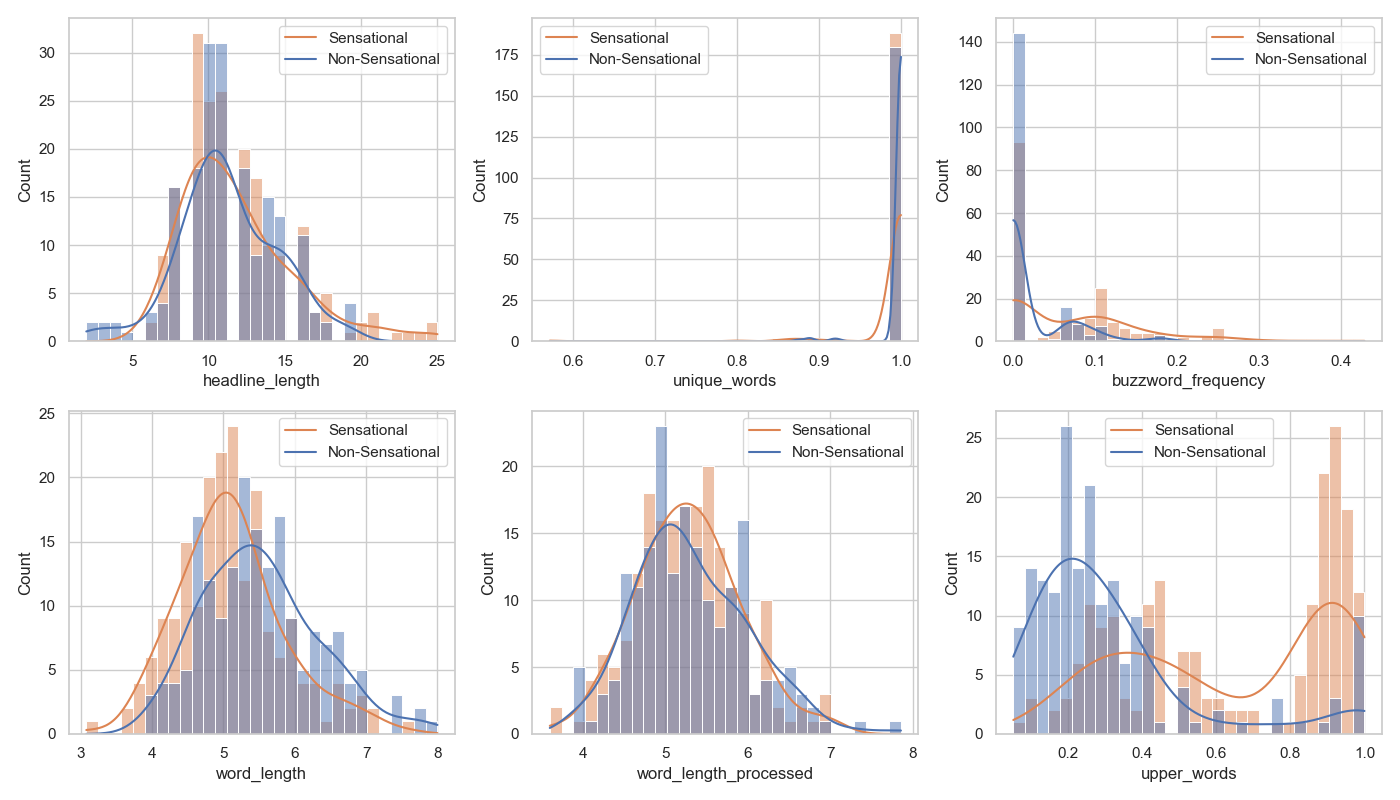 Sensational
Non-Sensational
30
25
20
15
10
5
0
Count
5
10
15
20
25
headline_length
Sensational
Non-Sensational
175
150
125
100
75
50
25
0
Count
0.6
0.7
0.8
0.9
1.0
unique_words
Sensational
Non-Sensational
140
120
100
80
60
40
20
0
Count
0.0
0.1
0.2
0.3
0.4
buzzword_frequency
Sensational
Non-Sensational
25
20
15
10
5
0
Count
3
4
5
6
7
8
word_length
Sensational
Non-Sensational
20
15
10
5
0
Count
4
5
6
7
8
word_length_processed
Sensational
Non-Sensational
25
20
15
10
5
0
Count
0.2
0.4
0.6
0.8
1.0
upper_words